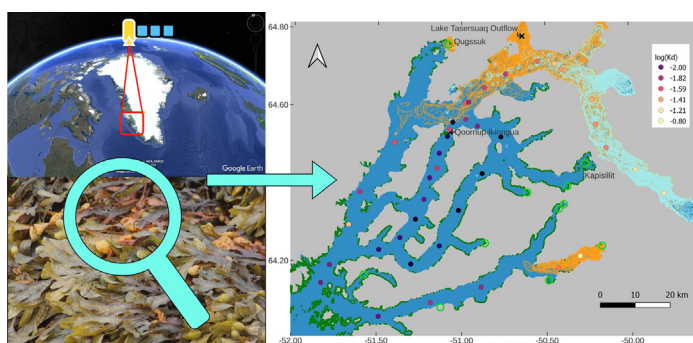 Google Earth
64.80
64.60
64.40
64.20
Lake Tasersuaq Outflow
Qugssuk
Qoornup Ikinngua
Kapisillit
log(Kd)
-2.00
-1.82
-1.59
-1.41
-1.21
-0.80
0 10 20 km
-52.00
-51.50
-51.00
-50.50
-50.00